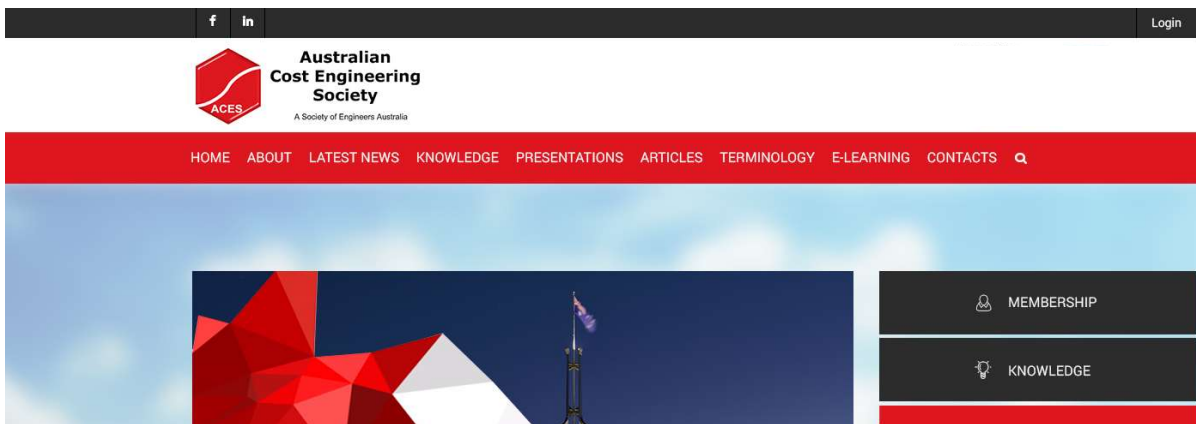 f in
Login
ACES
Australian
Cost Engineering
Society
A Society of Engineers Australia
HOME ABOUT LATEST NEWS KNOWLEDGE PRESENTATIONS ARTICLES TERMINOLOGY E-LEARNING CONTACTS
MEMBERSHIP
KNOWLEDGE